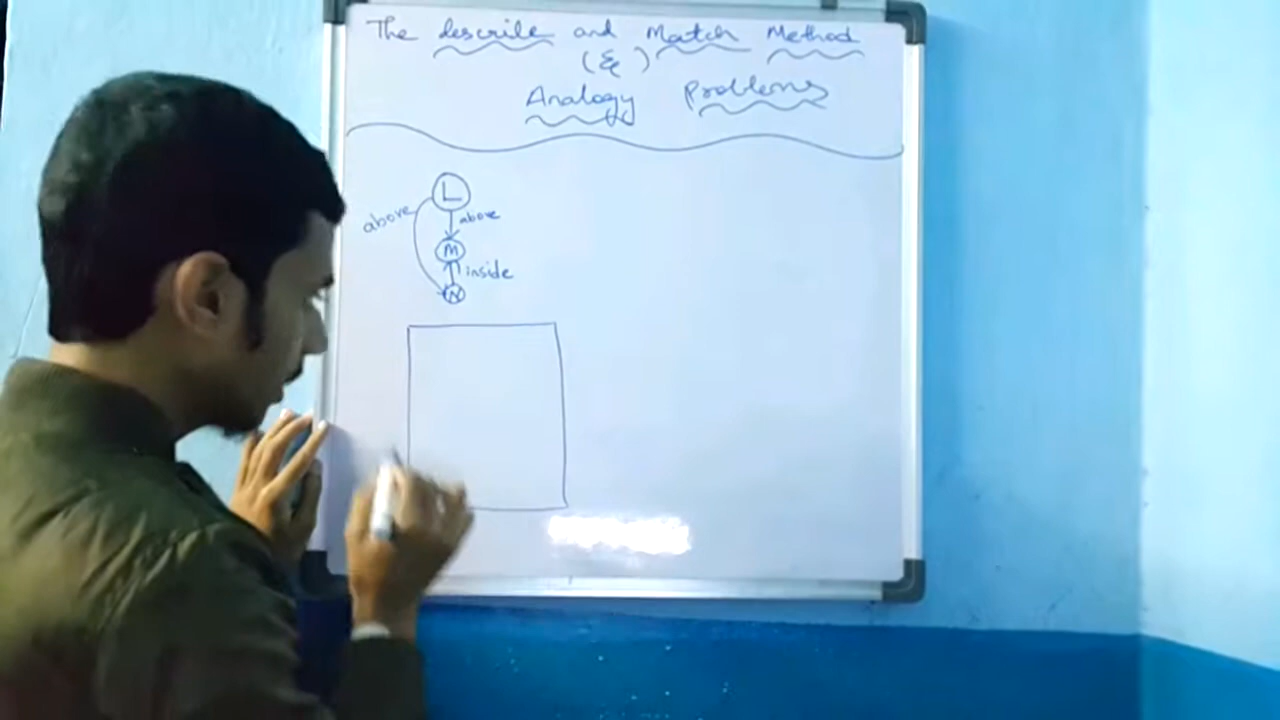 The describe and Match Method
(&)
Analogy Problems
L
above above
M
inside
N